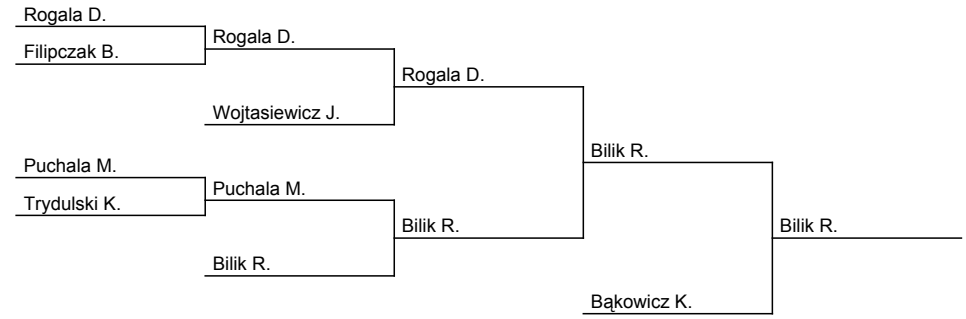 Rogala D.
Filipczak B.
Rogala D.
Wojtasiewicz J.
Rogala D.
Puchala M.
Trydulski K.
Puchala M.
Bilik R.
Bilik R.
Bilik R.
Bąkowicz K.
Bilik R.